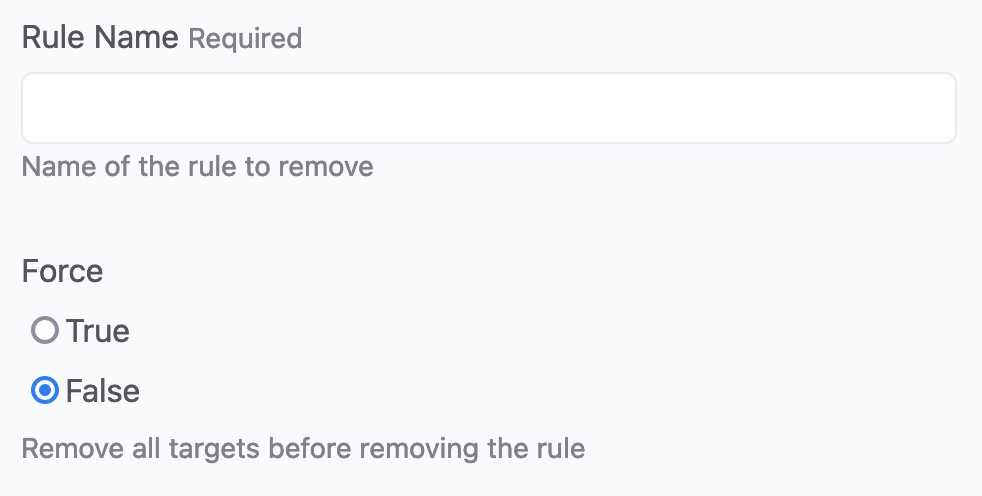 Rule Name Required
Name of the rule to remove
Force
True
False
Remove all targets before removing the rule